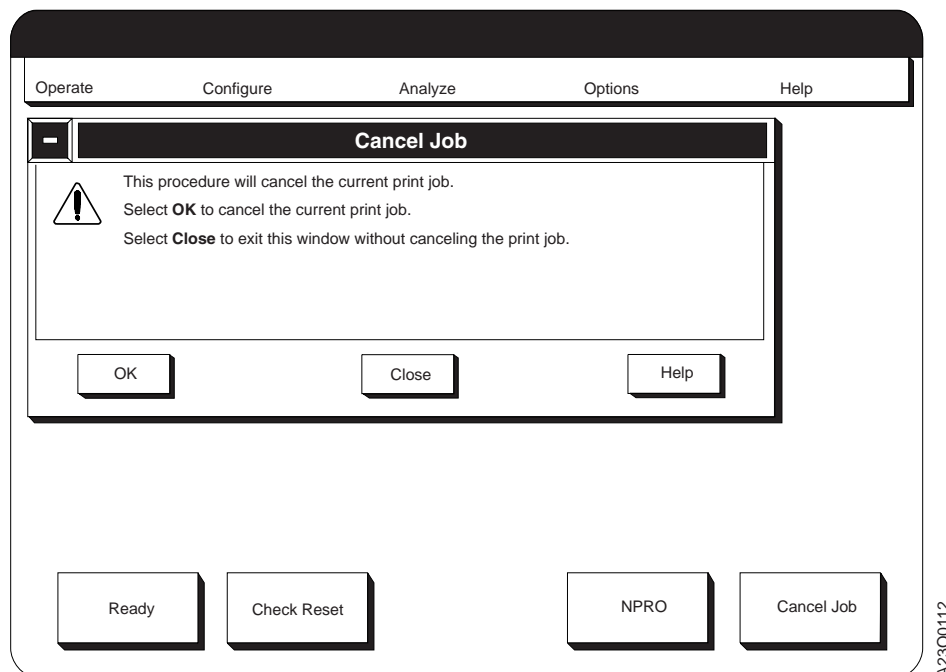 Operate Configure Analyze Options Help
Cancel Job
This procedure will cancel the current print job.
Select OK to cancel the current print job.
Select Close to exit this window without canceling the print job.
OK Close Help
Ready Check Reset NPRO Cancel Job